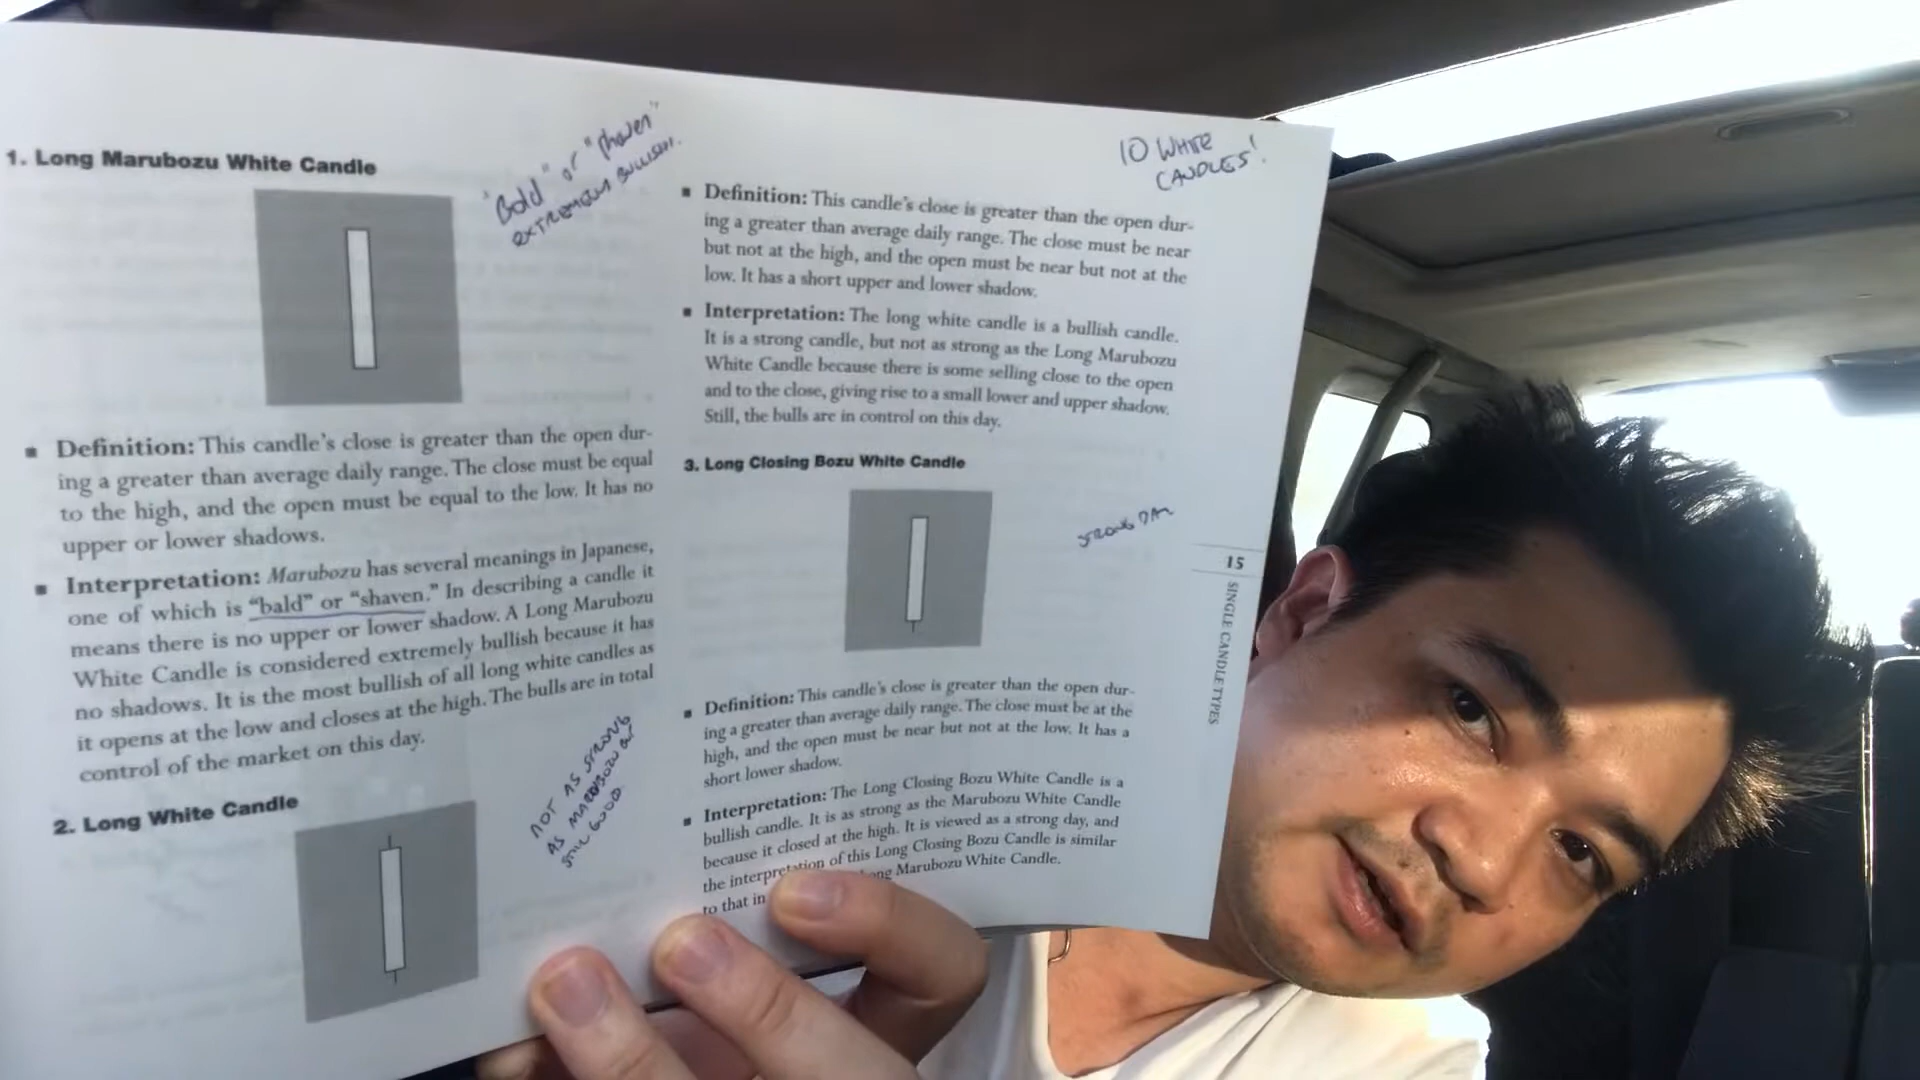 1. Long Marubozu White Candle
"Bald" or "shaven"
EXTREMELY BULLISH.
■ Definition: This candle's close is greater than the open dur-
ing a greater than average daily range. The close must be equal
to the high, and the open must be equal to the low. It has no
upper or lower shadows.
■ Interpretation: Marubozu has several meanings in Japanese,
one of which is “bald” or “shaven.” In describing a candle it
means there is no upper or lower shadow. A Long Marubozu
White Candle is considered extremely bullish because it has
no shadows. It is the most bullish of all long white candles as
it opens at the low and closes at the high. The bulls are in total
control of the market on this day.
2. Long White Candle
NOT AS STRONG
AS MARUBOZU BUT
STILL GOOD
10 WHITE
CANDLES!
■ Definition: This candle's close is greater than the open dur-
ing a greater than average daily range. The close must be near
but not at the high, and the open must be near but not at the
low. It has a short upper and lower shadow.
■ Interpretation: The long white candle is a bullish candle.
It is a strong candle, but not as strong as the Long Marubozu
White Candle because there is some selling close to the open
and to the close, giving rise to a small lower and upper shadow.
Still, the bulls are in control on this day.
3. Long Closing Bozu White Candle
STRONG DAY
■ Definition: This candle's close is greater than the open dur-
ing a greater than average daily range. The close must be at the
high, and the open must be near but not at the low. It has a
short lower shadow.
■ Interpretation: The Long Closing Bozu White Candle is a
bullish candle. It is as strong as the Marubozu White Candle
because it closed at the high. It is viewed as a strong day, and
the interpretation of this Long Closing Bozu Candle is similar
to that in Long Marubozu White Candle.
15
SINGLE CANDLE TYPES